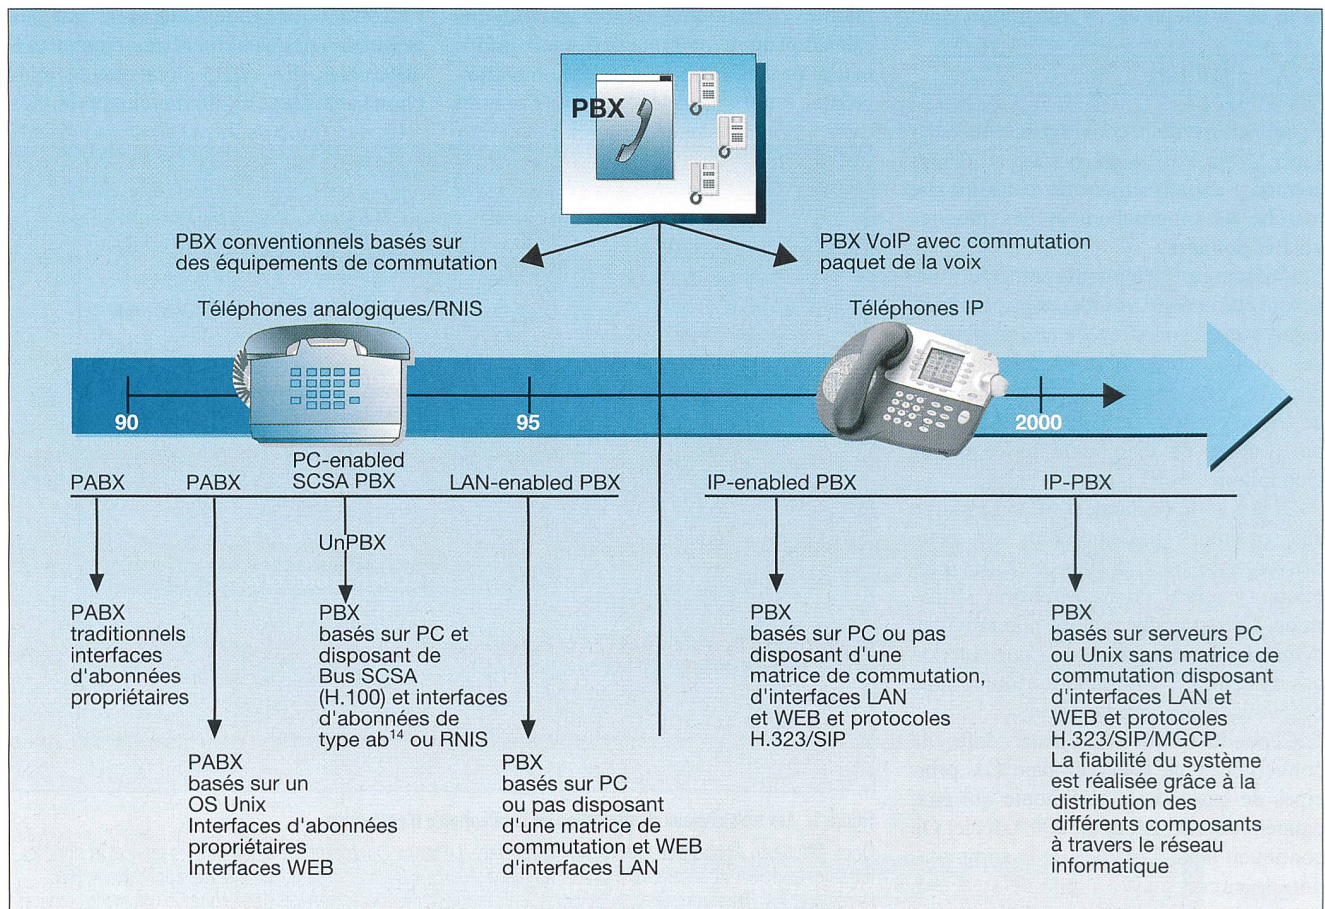 PBX
PBX conventionnels basés sur
des équipements de commutation
PBX VoIP avec commutation
paquet de la voix
Téléphones analogiques/RNIS
Téléphones IP
90
95
2000
PABX
PABX
PC-enabled
SCSA PBX
LAN-enabled PBX
IP-enabled PBX
IP-PBX
UnPBX
PABX
traditionnels
interfaces
d'abonnées
propriétaires
PABX
basés sur un
OS Unix
Interfaces d'abonnées
propriétaires
Interfaces WEB
PBX
basés sur PC et
disposant de
Bus SCSA
(H.100) et interfaces
d'abonnées de
type ab14 ou RNIS
PBX
basés sur PC
ou pas disposant
d'une matrice de
commutation et WEB
d'interfaces LAN
PBX
basés sur PC ou pas
disposant d'une
matrice de commutation,
d'interfaces LAN
et WEB et protocoles
H.323/SIP
PBX
basés sur serveurs PC
ou Unix sans matrice de
commutation disposant
d'interfaces LAN et
WEB et protocoles
H.323/SIP/MGCP.
La fiabilité du système
est réalisée grâce à la
distribution des
différents composants
à travers le réseau
informatique